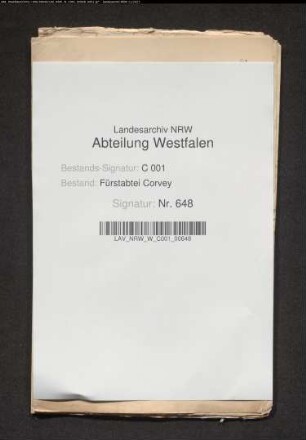 Landesarchiv NRW
Abteilung Westfalen
Bestands-Signatur: C 001
Bestand: Fürstabtei Corvey
Signatur: Nr. 648
LAV_NRW_W_C001_00648